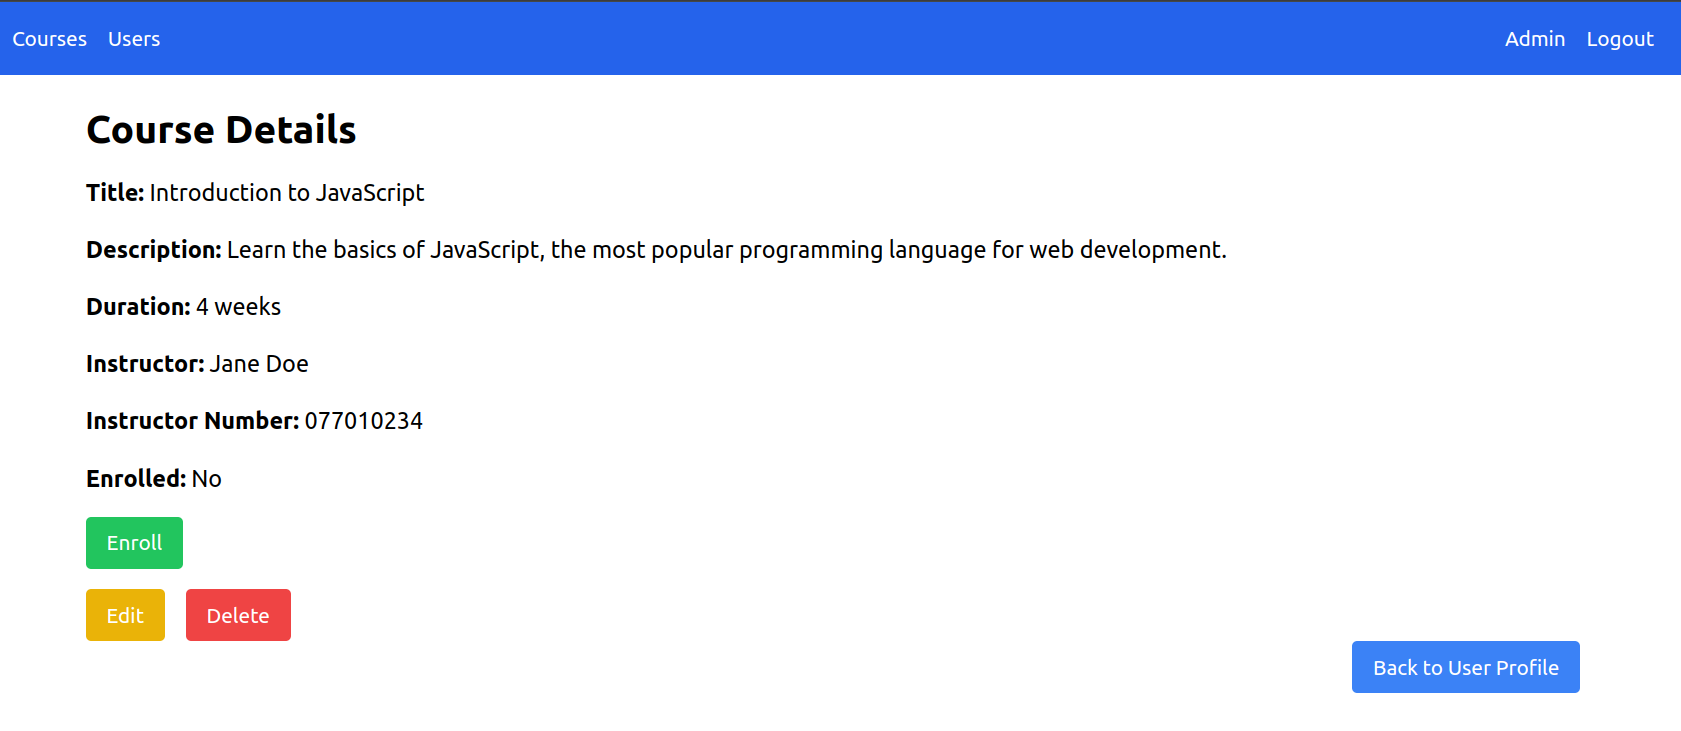 Courses Users Admin Logout
Course Details
Title: Introduction to JavaScript
Description: Learn the basics of JavaScript, the most popular programming language for web development.
Duration: 4 weeks
Instructor: Jane Doe
Instructor Number: 077010234
Enrolled: No
Enroll
Edit Delete
Back to User Profile